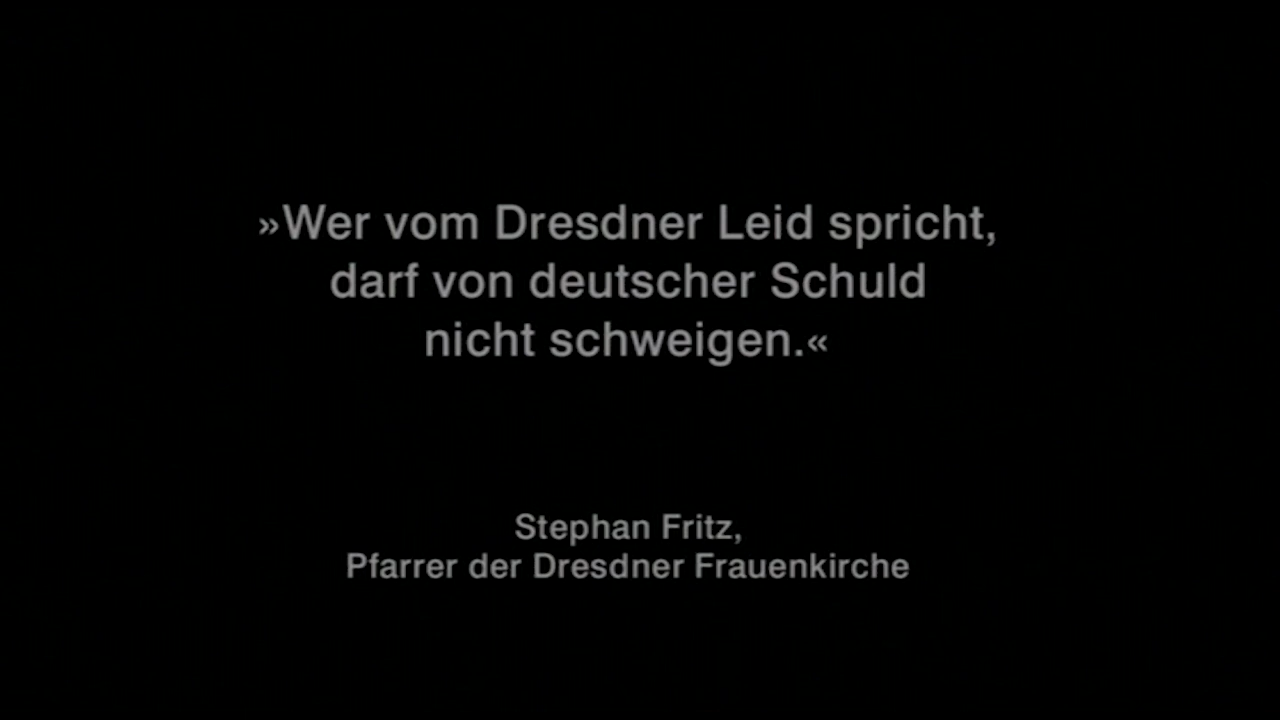 »Wer vom Dresdner Leid spricht,
darf von deutscher Schuld
nicht schweigen.«
Stephan Fritz,
Pfarrer der Dresdner Frauenkirche